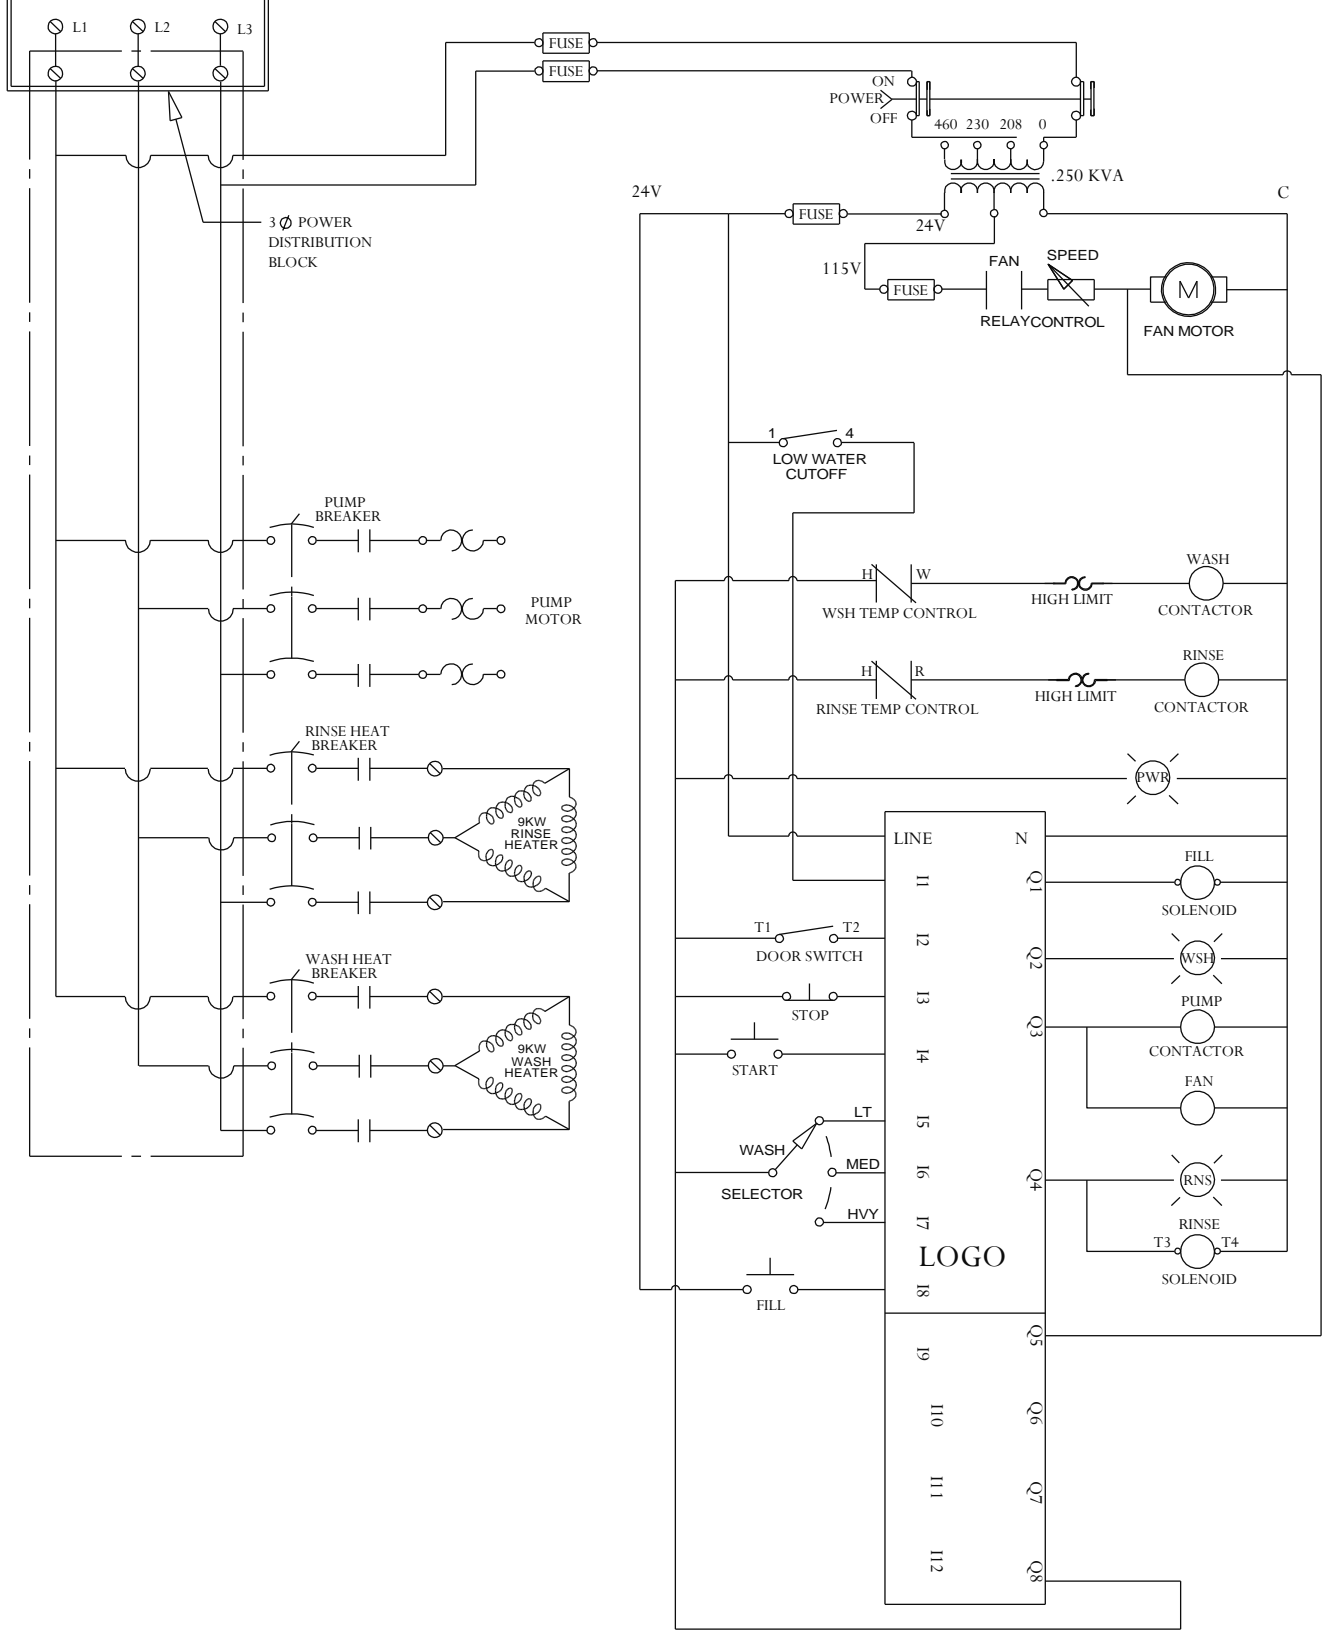 L1
L2
L3
FUSE
FUSE
ON
POWER
OFF
460 230 208 0
.250 KVA
24V
C
FUSE
24V
3 Ø POWER
DISTRIBUTION
BLOCK
115V
FUSE
FAN
RELAY
SPEED
CONTROL
M
FAN MOTOR
1
4
LOW WATER
CUTOFF
PUMP
BREAKER
PUMP
MOTOR
H
W
WSH TEMP CONTROL
HIGH LIMIT
WASH
CONTACTOR
H
R
RINSE TEMP CONTROL
HIGH LIMIT
RINSE
CONTACTOR
RINSE HEAT
BREAKER
9KW
RINSE
HEATER
PWR
LINE
N
I1
Q1
FILL
SOLENOID
T1
T2
DOOR SWITCH
I2
Q2
WSH
WASH HEAT
BREAKER
9KW
WASH
HEATER
STOP
I3
Q3
PUMP
CONTACTOR
START
I4
FAN
WASH
SELECTOR
LT
MED
HVY
I5
I6
I7
Q4
RNS
RINSE
T3
T4
SOLENOID
LOGO
FILL
I8
Q5
I9
I10
Q6
I11
Q7
I12
Q8